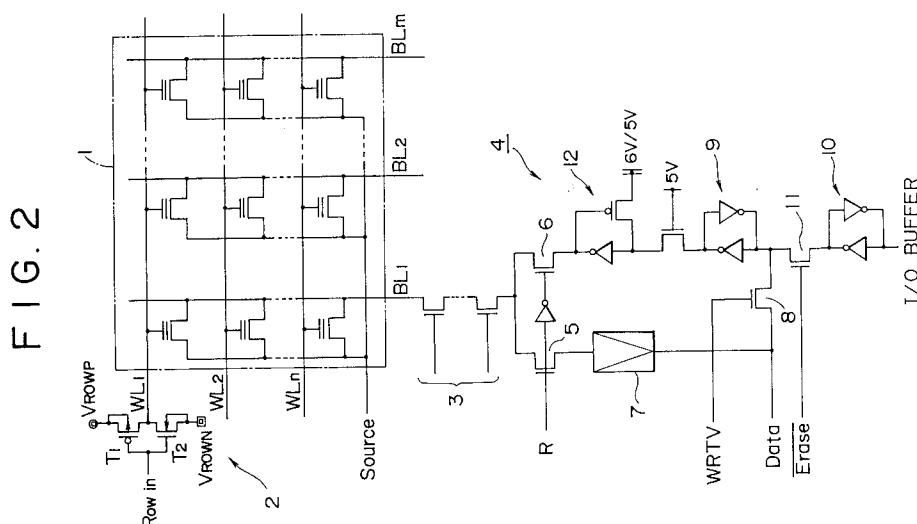 FIG. 2
1
VROWP
WL1
T1
T2
Row in
VROWN
2
WL2
WLn
Source
BL1
BL2
BLm
3
4
5
R
6
7
12
6V/5V
5V
9
WRTV
8
Data
Erase
11
10
I/O BUFFER